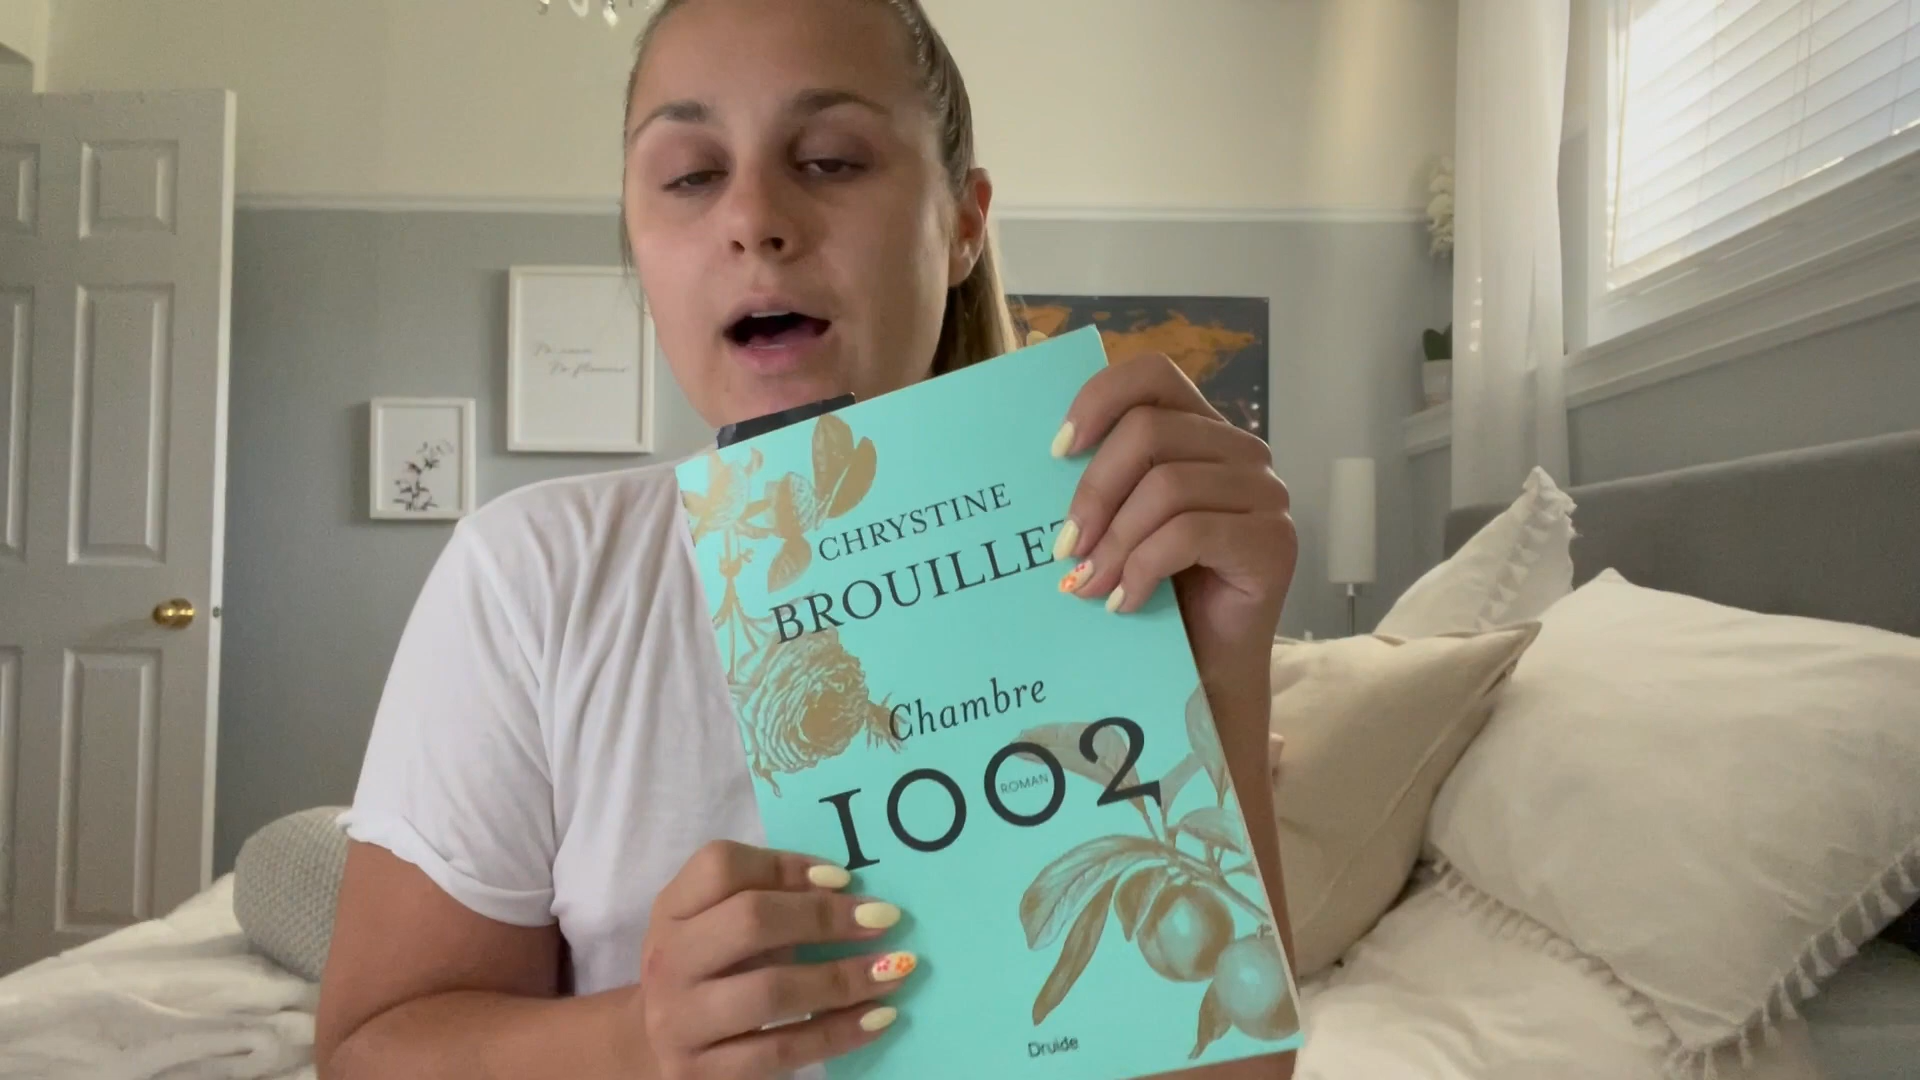 CHRYSTINE
BROUILLET
Chambre
1002
ROMAN
Druide